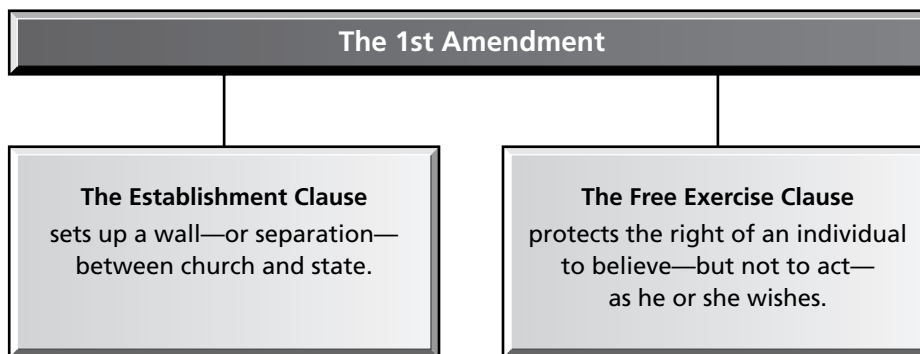 The 1st Amendment
The Establishment Clause
sets up a wall—or separation—
between church and state.
The Free Exercise Clause
protects the right of an individual
to believe—but not to act—
as he or she wishes.